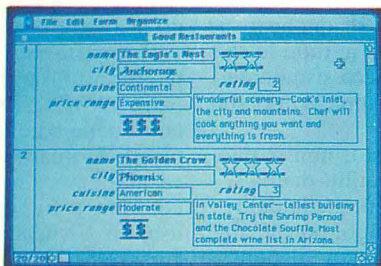 File Edit Form Organize
Good Restaurants
1
name The Eagle's Nest
city Anchorage
cuisine Continental
rating 2
price range Expensive
Wonderful scenery—Cook's Inlet,
the city and mountains. Chef will
cook anything you want and
everything is fresh.
$$$
2
name The Golden Crow
city Phoenix
cuisine American
rating 3
price range Moderate
In Valley Center—tallest building
in state. Try the Shrimp Pernod
and the Chocolate Souffle. Most
complete wine list in Arizona
$$
20/20